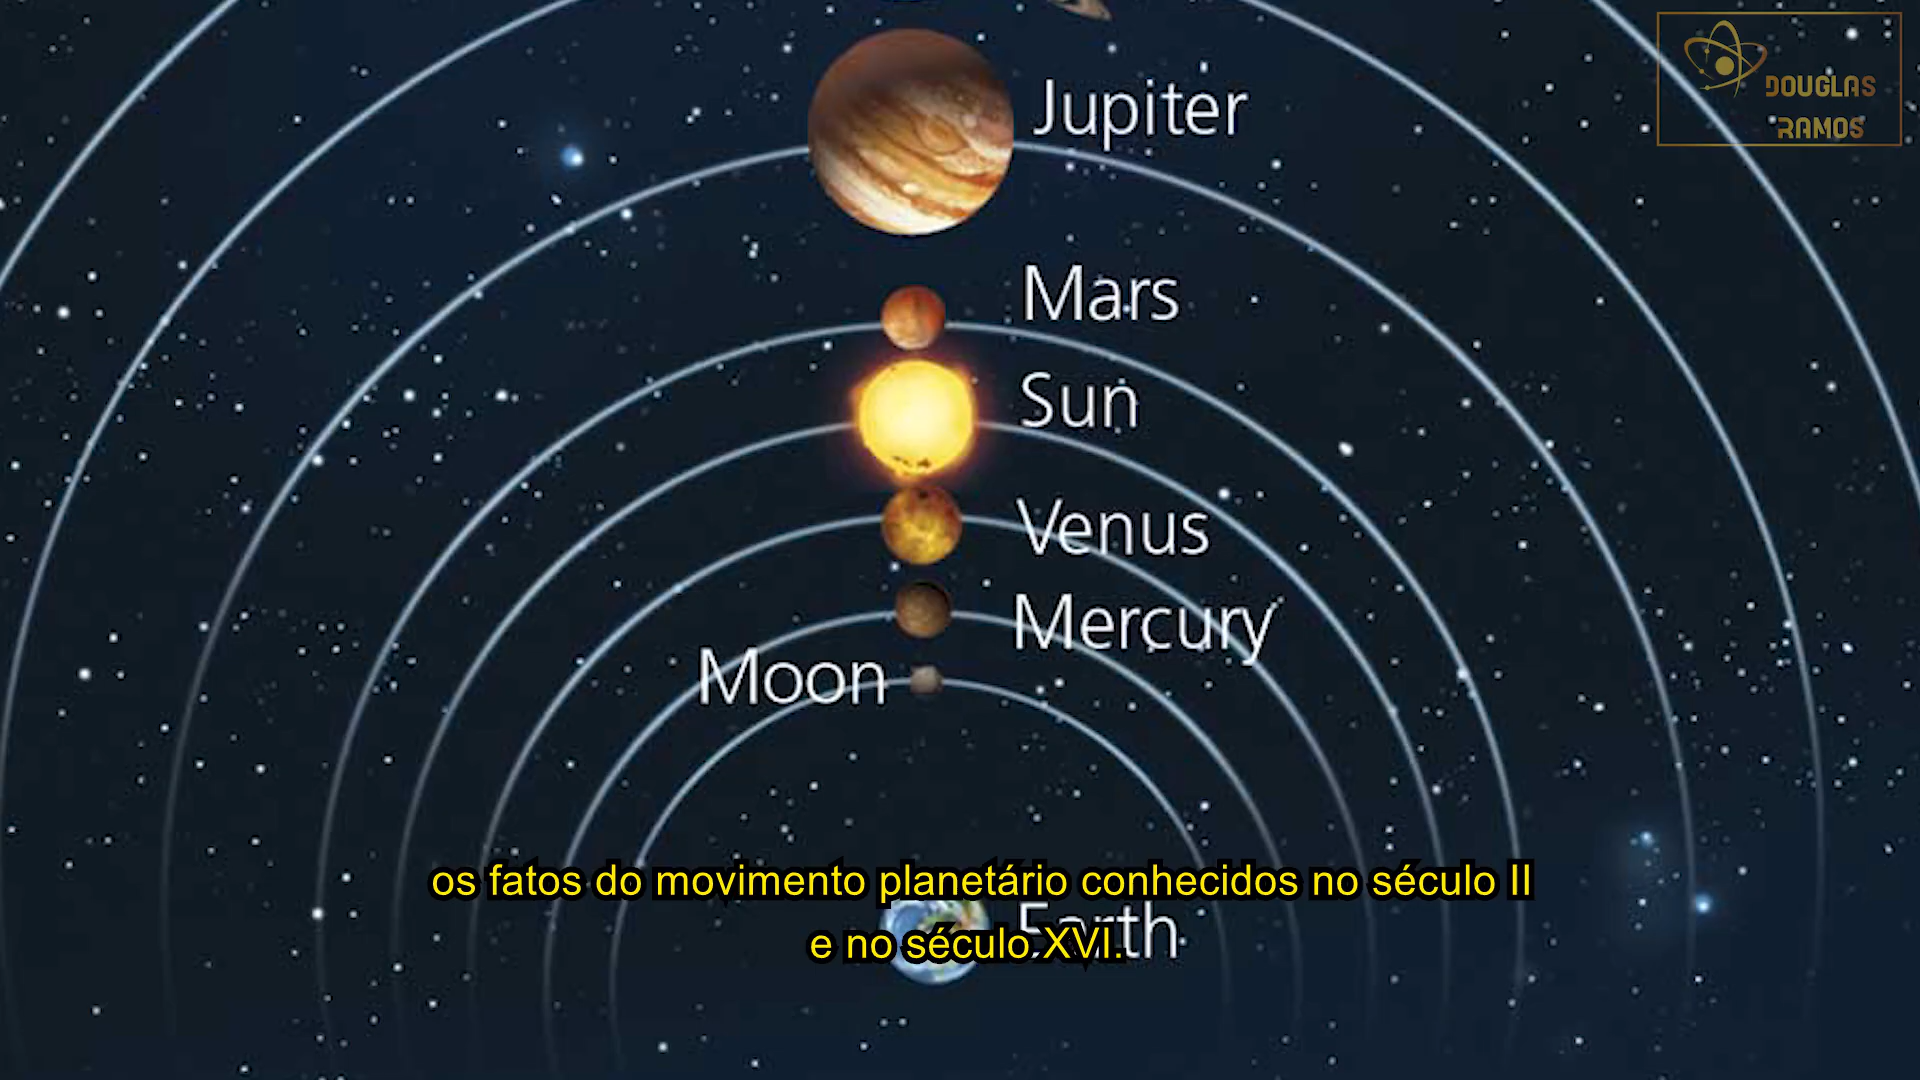 DOUGLAS
RAMOS
Jupiter
Mars
Sun
Venus
Mercury
Moon
os fatos do movimento planetário conhecidos no século II
e no século XVI.
Earth